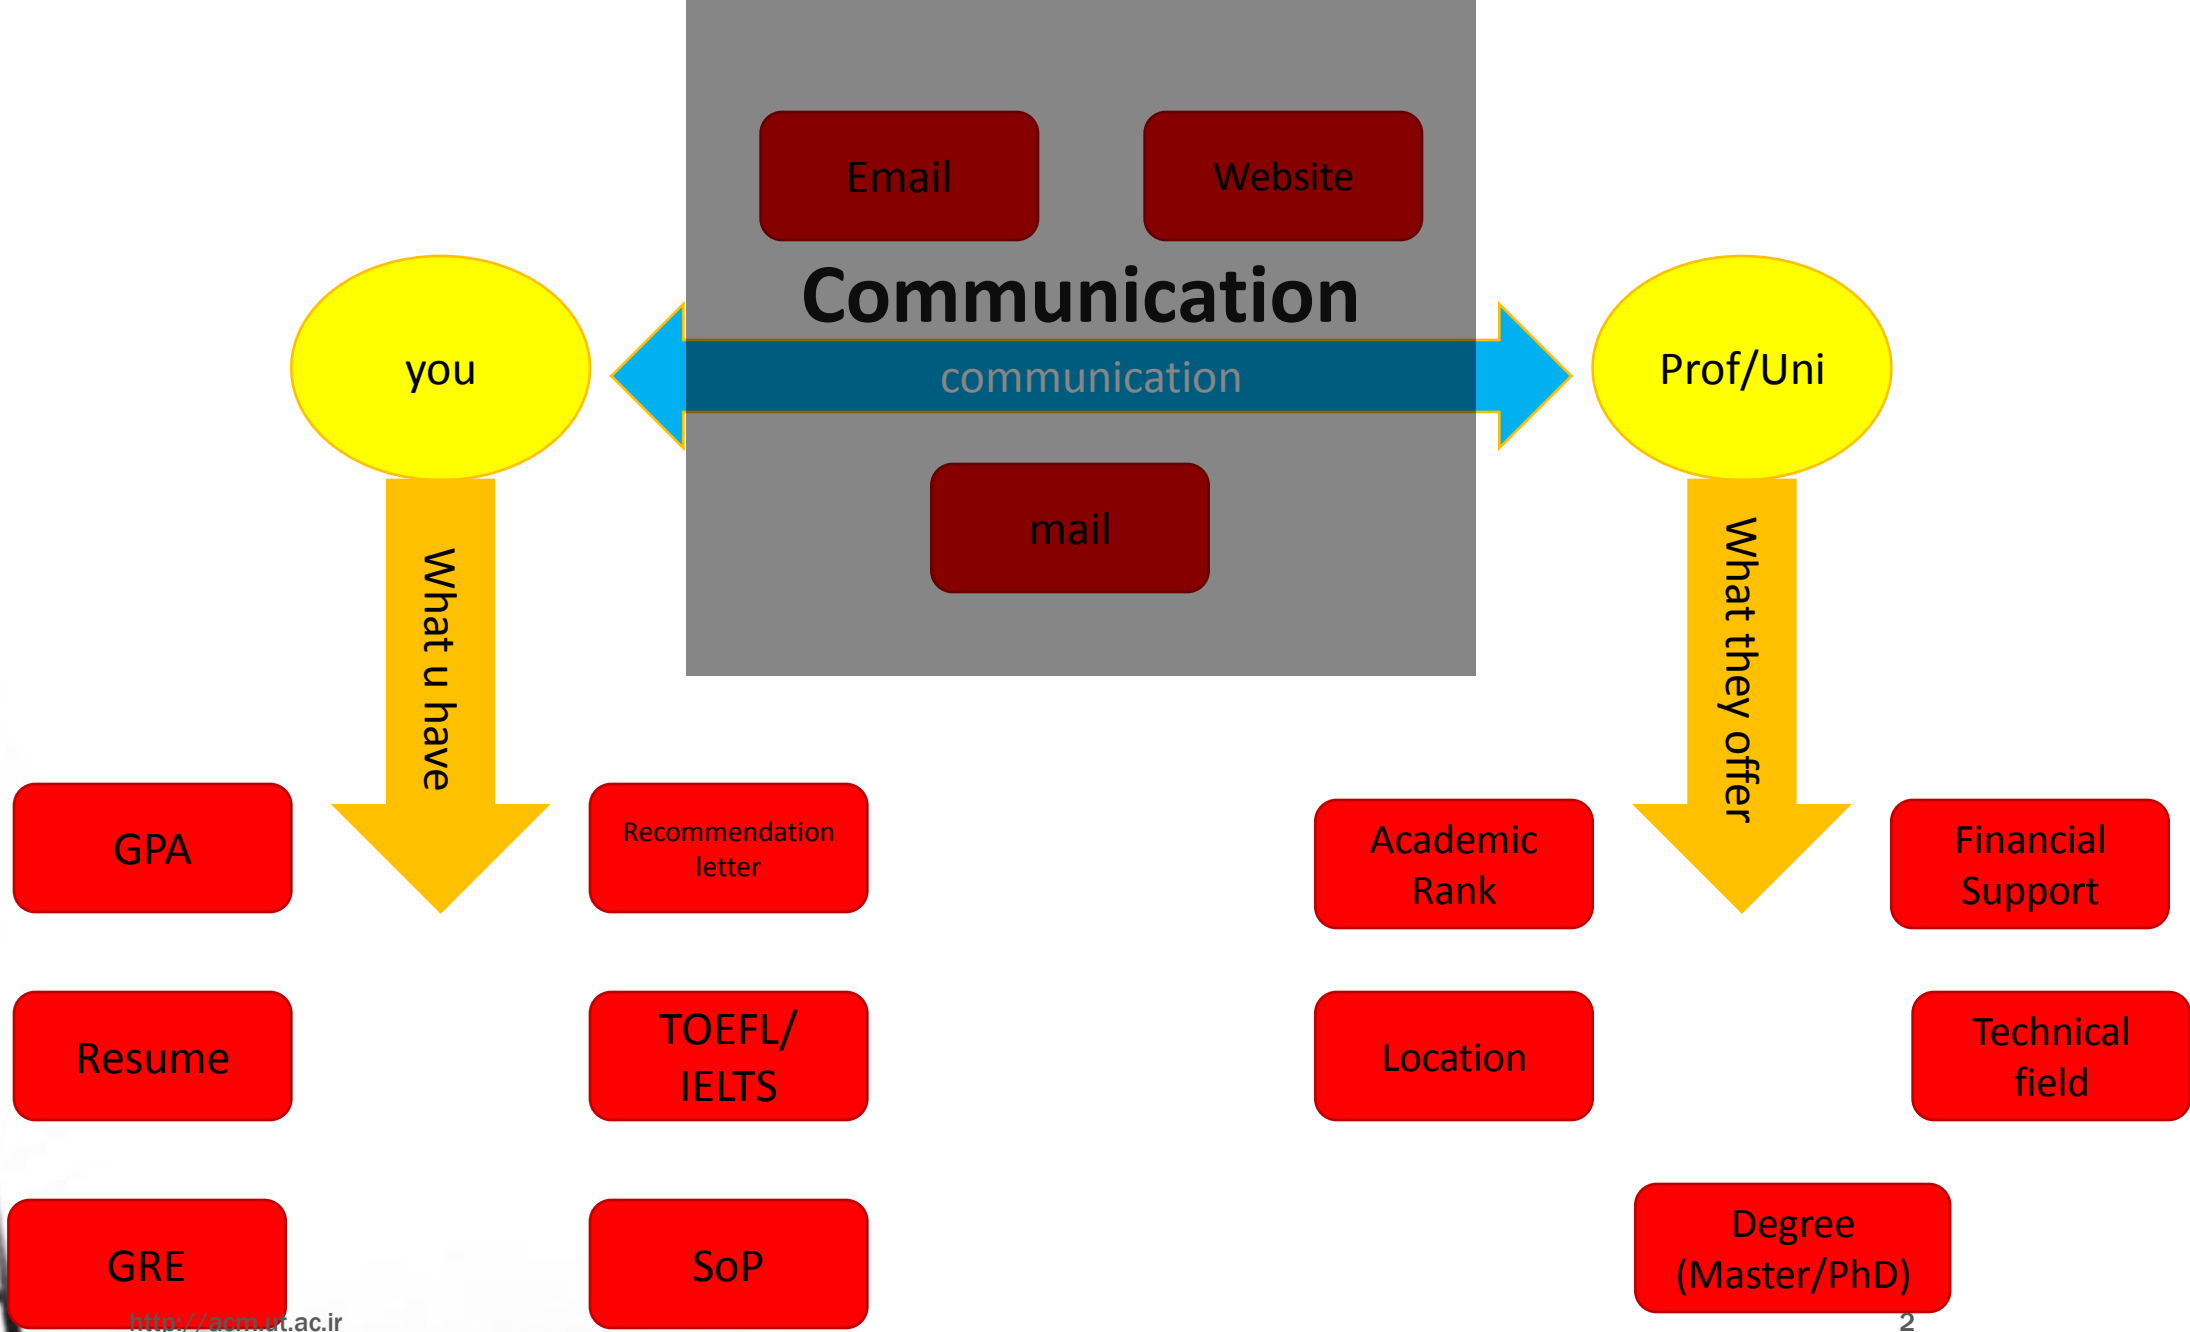 Email
Website
Communication
you
communication
Prof/Uni
mail
What u have
What they offer
GPA
Recommendation
letter
Academic
Rank
Financial
Support
Resume
TOEFL/
IELTS
Location
Technical
field
GRE
SoP
Degree
(Master/PhD)
http://acm.ut.ac.ir
2